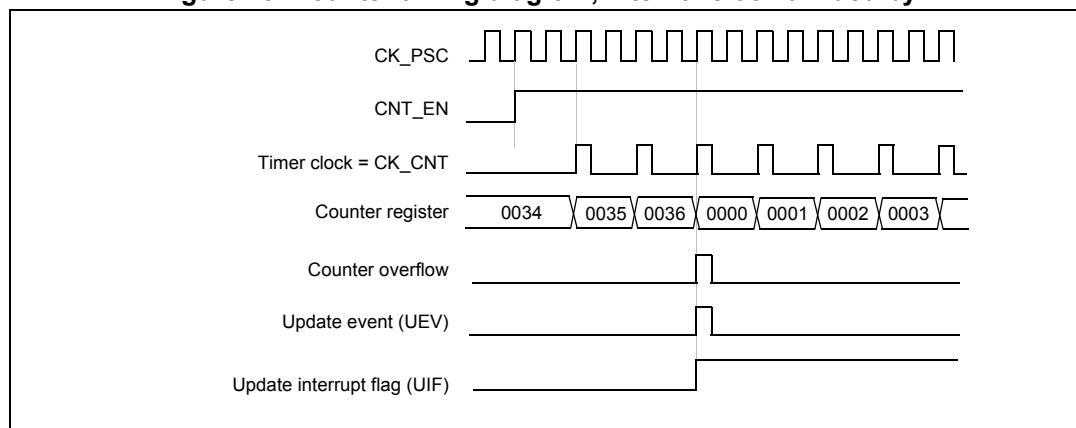 CK_PSC
CNT_EN
Timer clock = CK_CNT
Counter register 0034 0035 0036 0000 0001 0002 0003
Counter overflow
Update event (UEV)
Update interrupt flag (UIF)